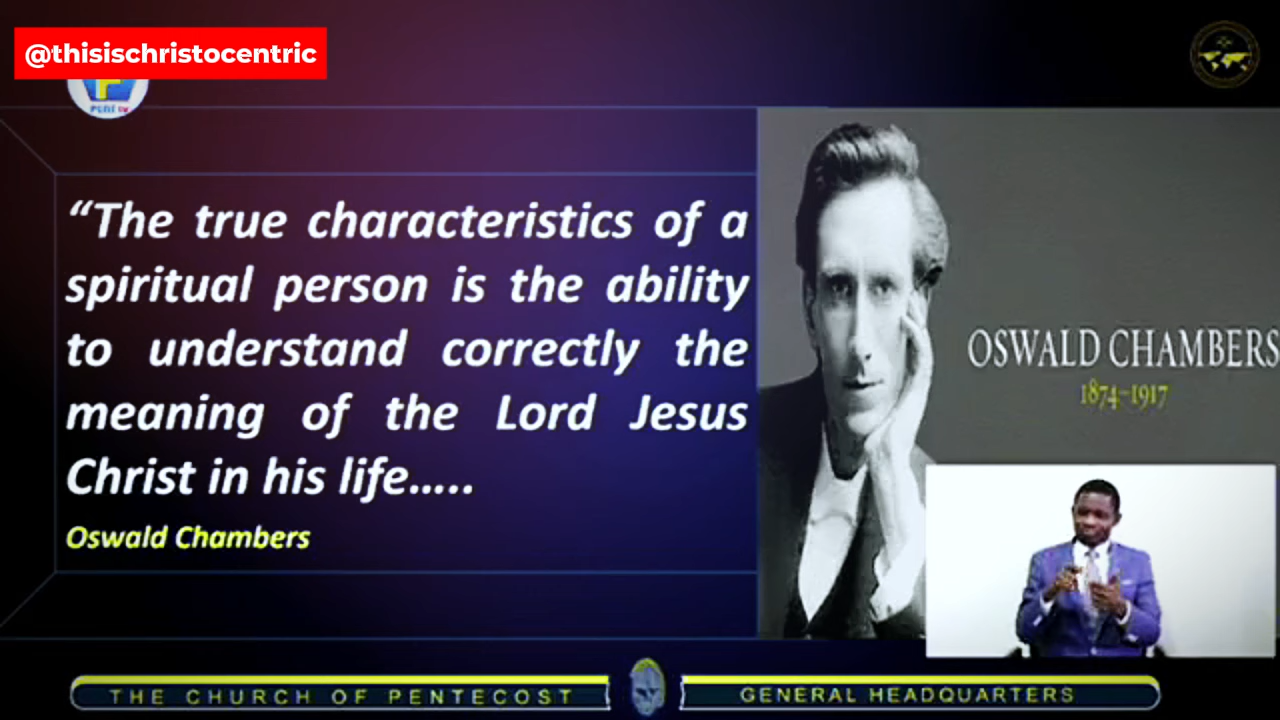 @thisischristocentric
“The true characteristics of a
spiritual person is the ability
to understand correctly the
meaning of the Lord Jesus
Christ in his life…..
Oswald Chambers
OSWALD CHAMBERS
1874–1917
THE CHURCH OF PENTECOST
GENERAL HEADQUARTERS